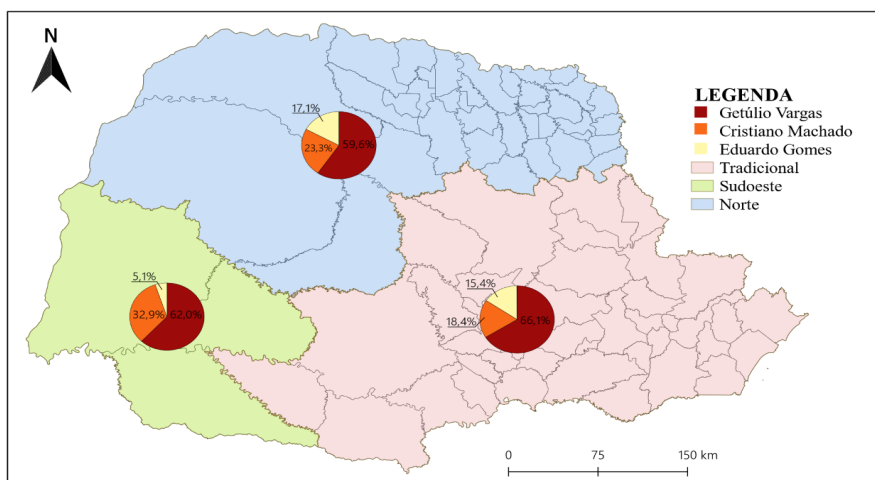 N
17,1%
23,3%
59,6%
LEGENDA
Getúlio Vargas
Cristiano Machado
Eduardo Gomes
Tradicional
Sudoeste
Norte
5,1%
32,9%
62,0%
15,4%
18,4%
66,1%
0 75 150 km